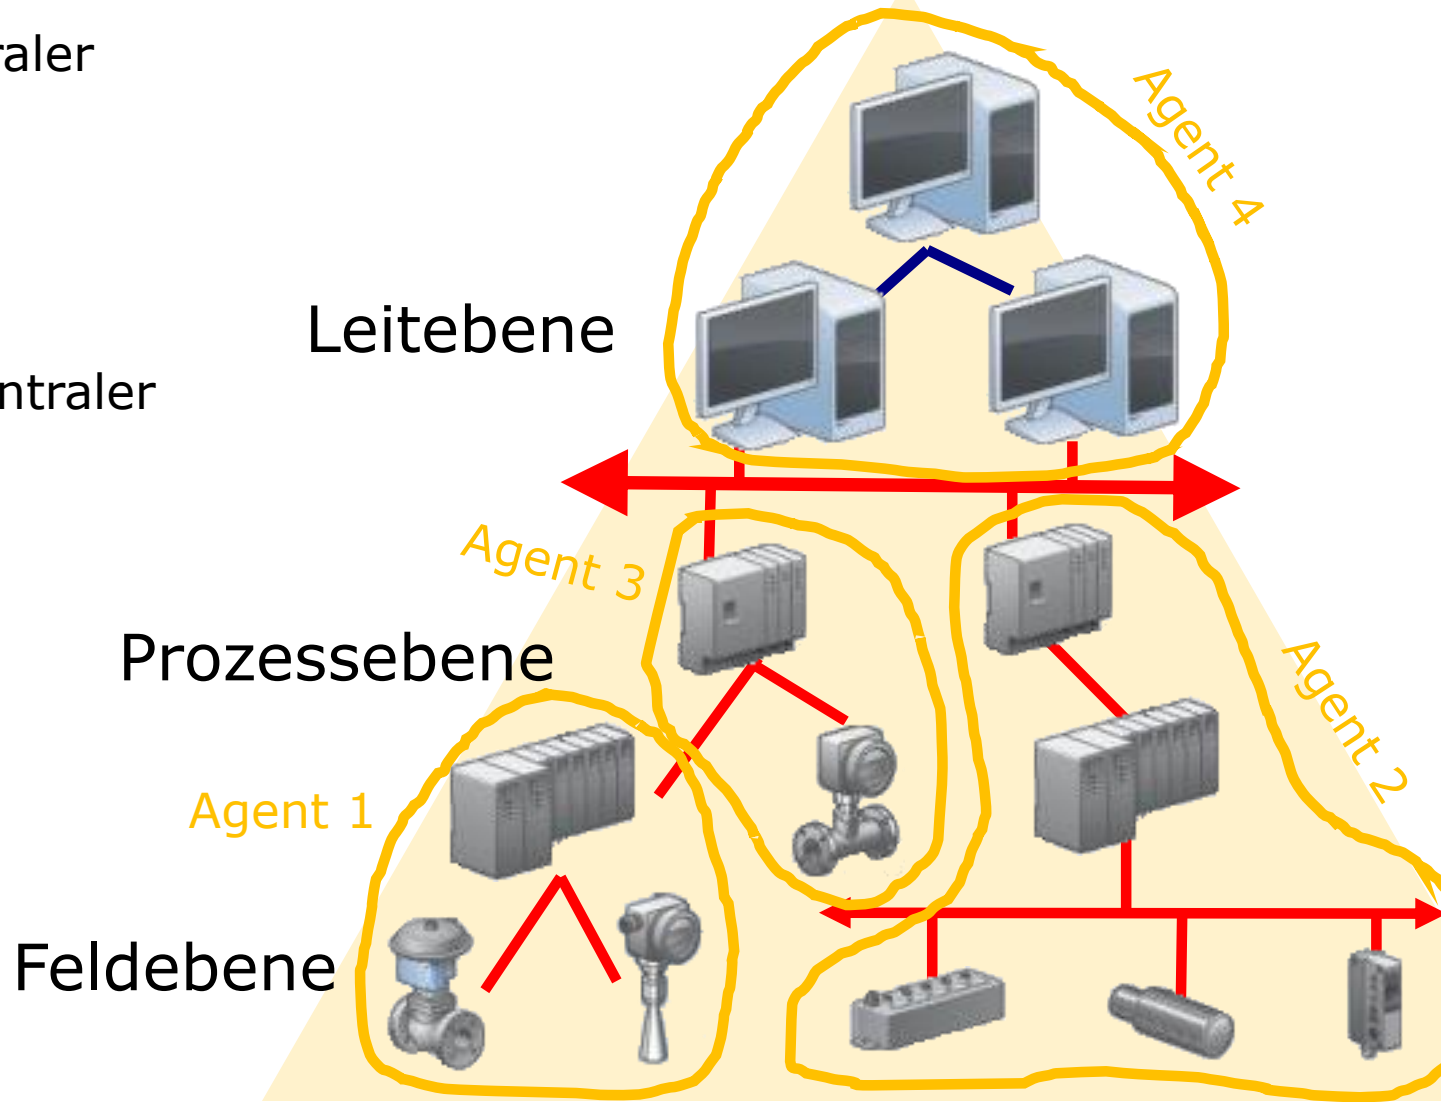 raler
Agent 4
Leitebene
ntraler
Agent 3
Prozessebene
Agent 2
Agent 1
Feldebene